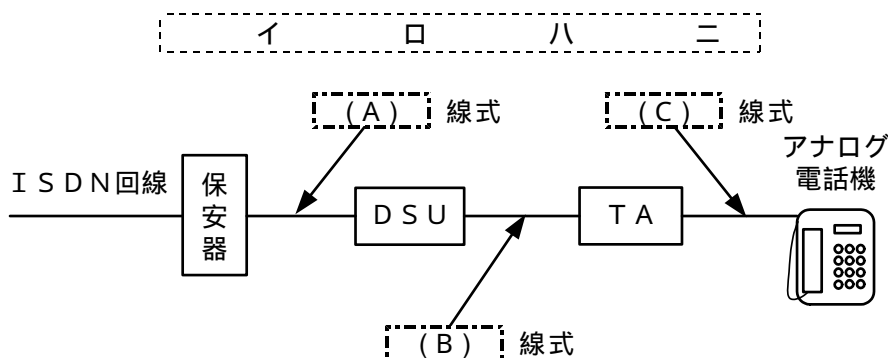 イ ロ ハ ニ
(A) 線式
(C) 線式
アナログ
電話機
ISDN回線
保安器
DSU
TA
(B) 線式